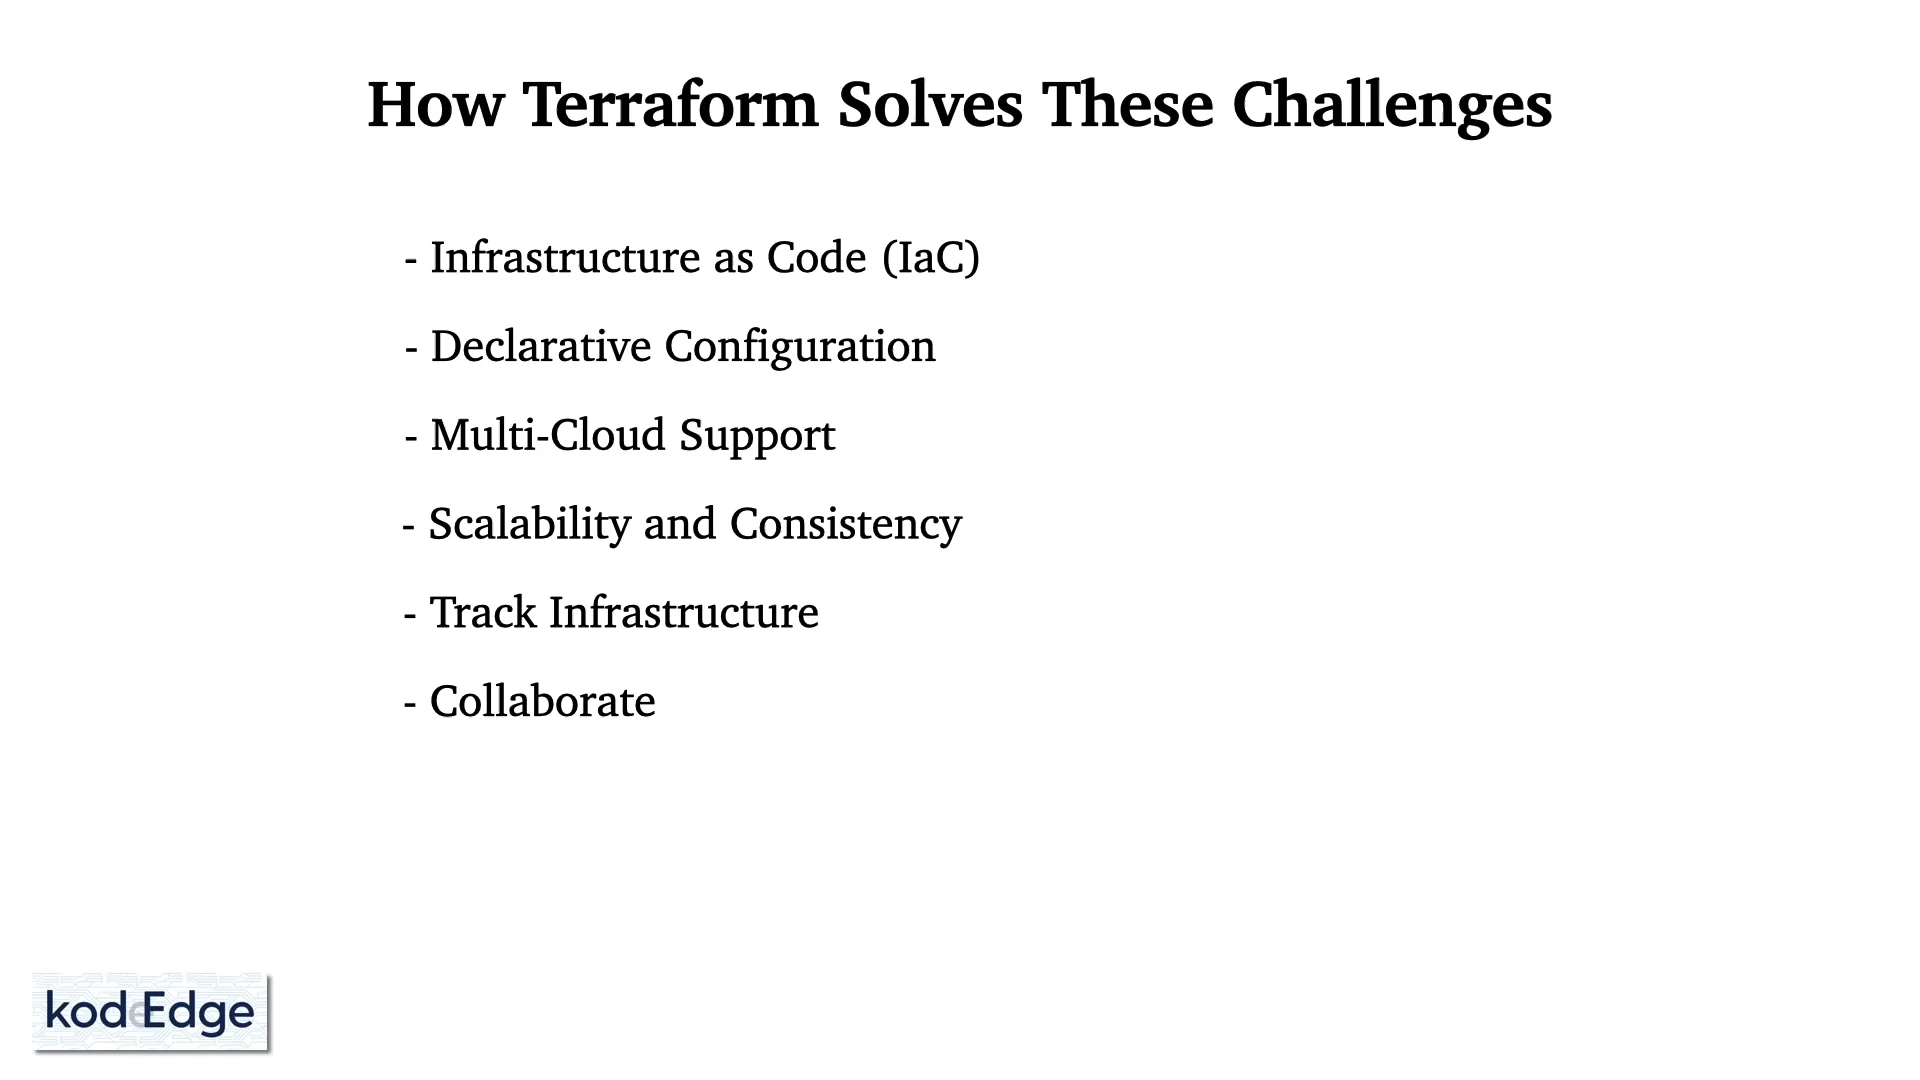 How Terraform Solves These Challenges
- Infrastructure as Code (IaC)
- Declarative Configuration
- Multi-Cloud Support
- Scalability and Consistency
- Track Infrastructure
- Collaborate
kodeEdge